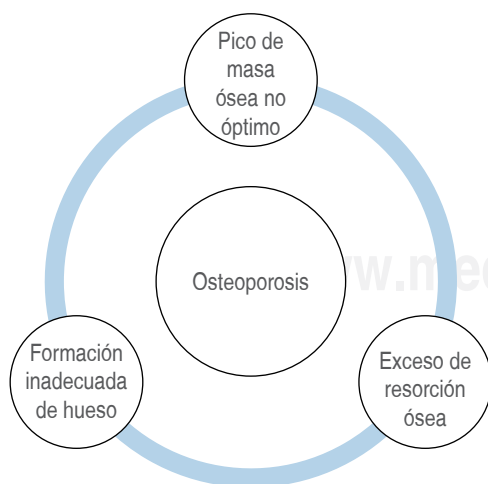 Pico de
masa
ósea no
óptimo
Osteoporosis
Formación
inadecuada
de hueso
Exceso de
resorción
ósea